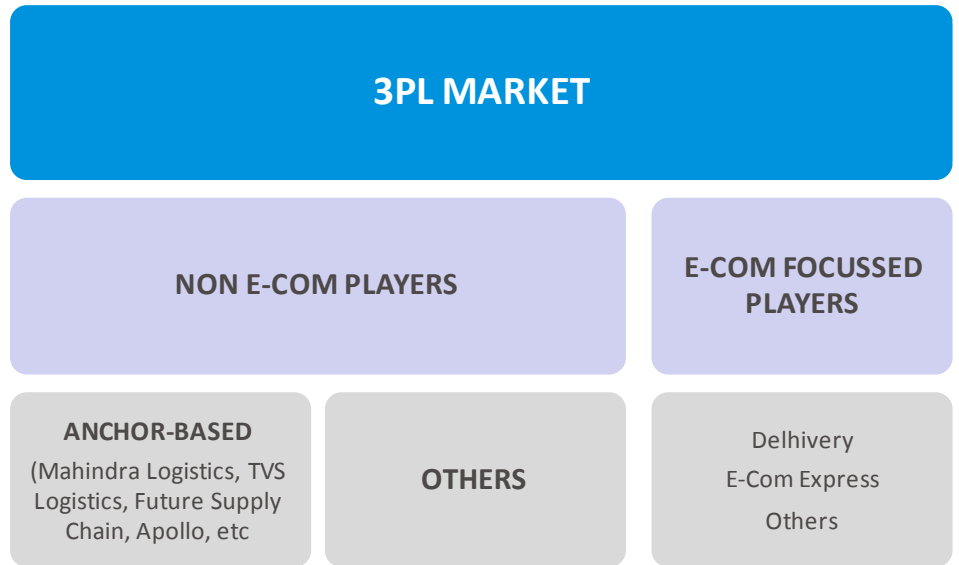 3PL MARKET
NON E-COM PLAYERS
E-COM FOCUSSED
PLAYERS
ANCHOR-BASED
(Mahindra Logistics, TVS
Logistics, Future Supply
Chain, Apollo, etc
OTHERS
Delhivery
E-Com Express
Others